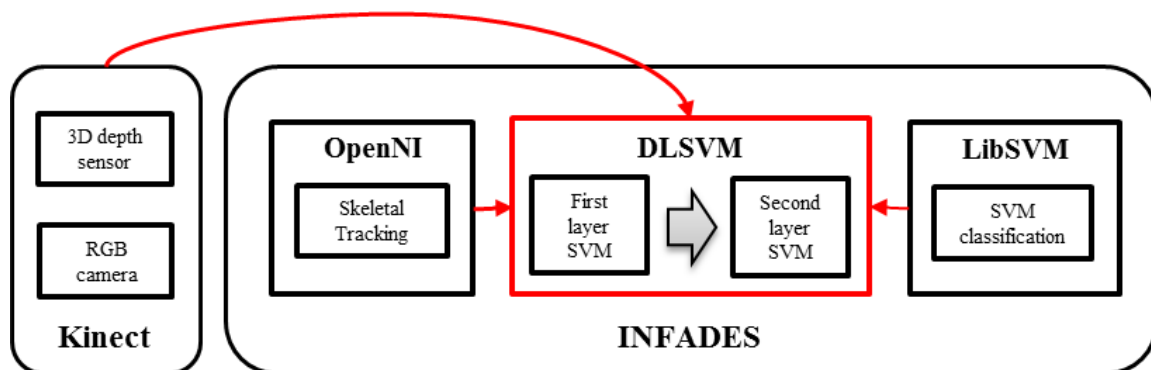 3D depth
sensor
RGB
camera
Kinect
OpenNI
Skeletal
Tracking
DLSVM
First
layer
SVM
Second
layer
SVM
LibSVM
SVM
classification
INFADES